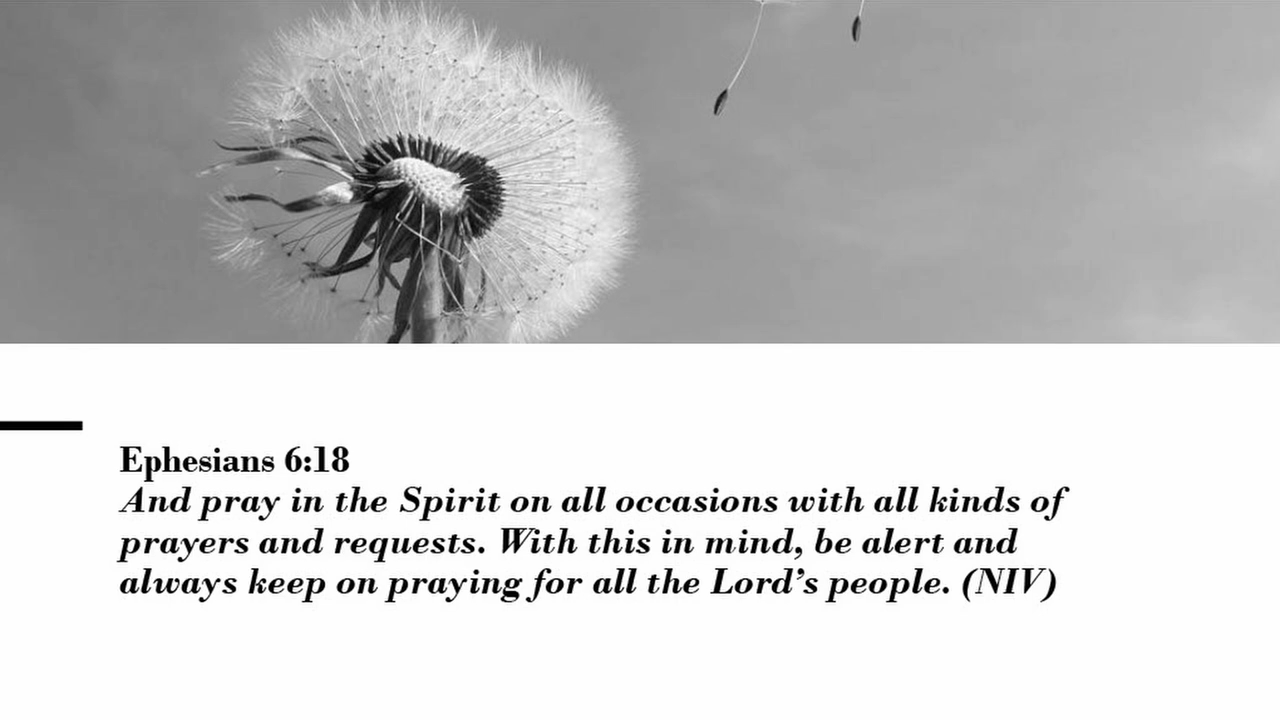 Ephesians 6:18
And pray in the Spirit on all occasions with all kinds of
prayers and requests. With this in mind, be alert and
always keep on praying for all the Lord’s people. (NIV)